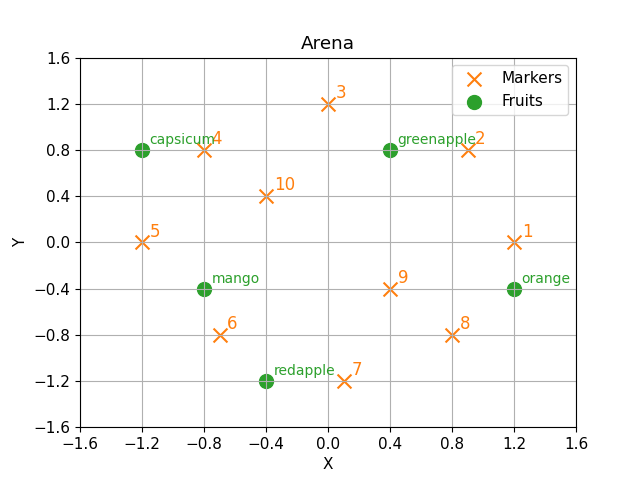 Arena
1.6
1.2
0.8
0.4
0.0
−0.4
−0.8
−1.2
−1.6
Y
Markers
Fruits
3
capsicum
4
greenapple
2
10
5
1
mango
9
orange
6
8
redapple
7
−1.6 −1.2 −0.8 −0.4 0.0 0.4 0.8 1.2 1.6
X